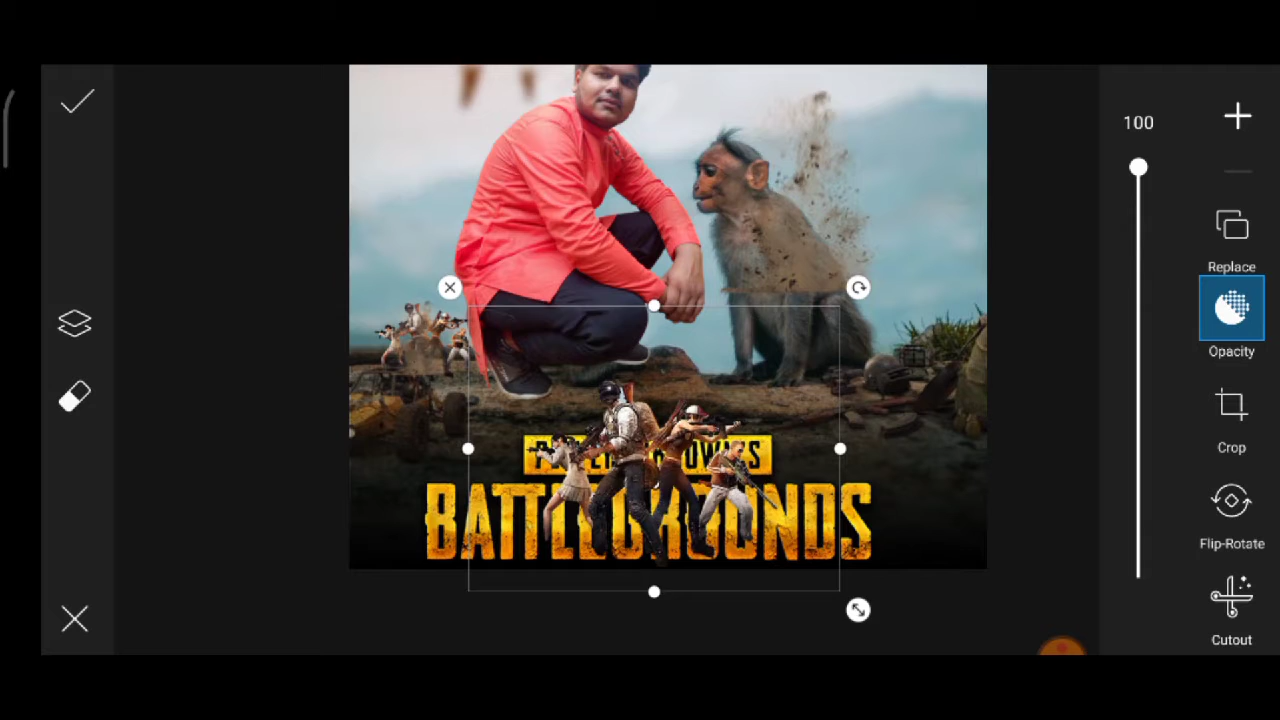 100
Replace
Opacity
Crop
Flip-Rotate
Cutout
BATTLEGROUNDS